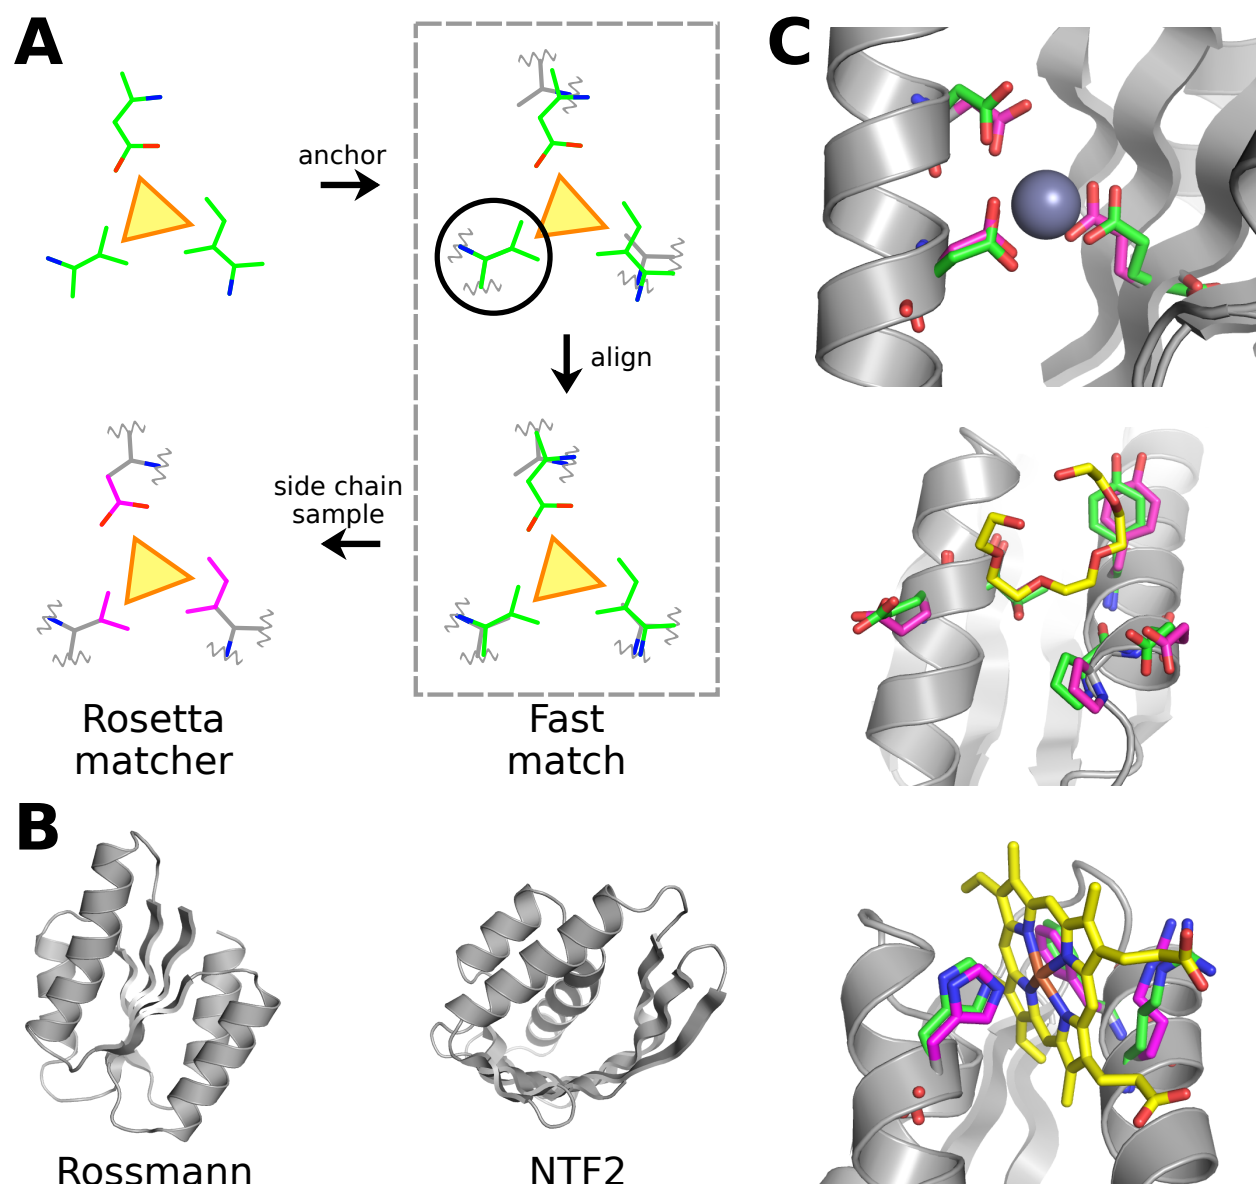 A
anchor
align
side chain
sample
Rosetta
matcher
Fast
match
B
Rossmann
NTF2
C